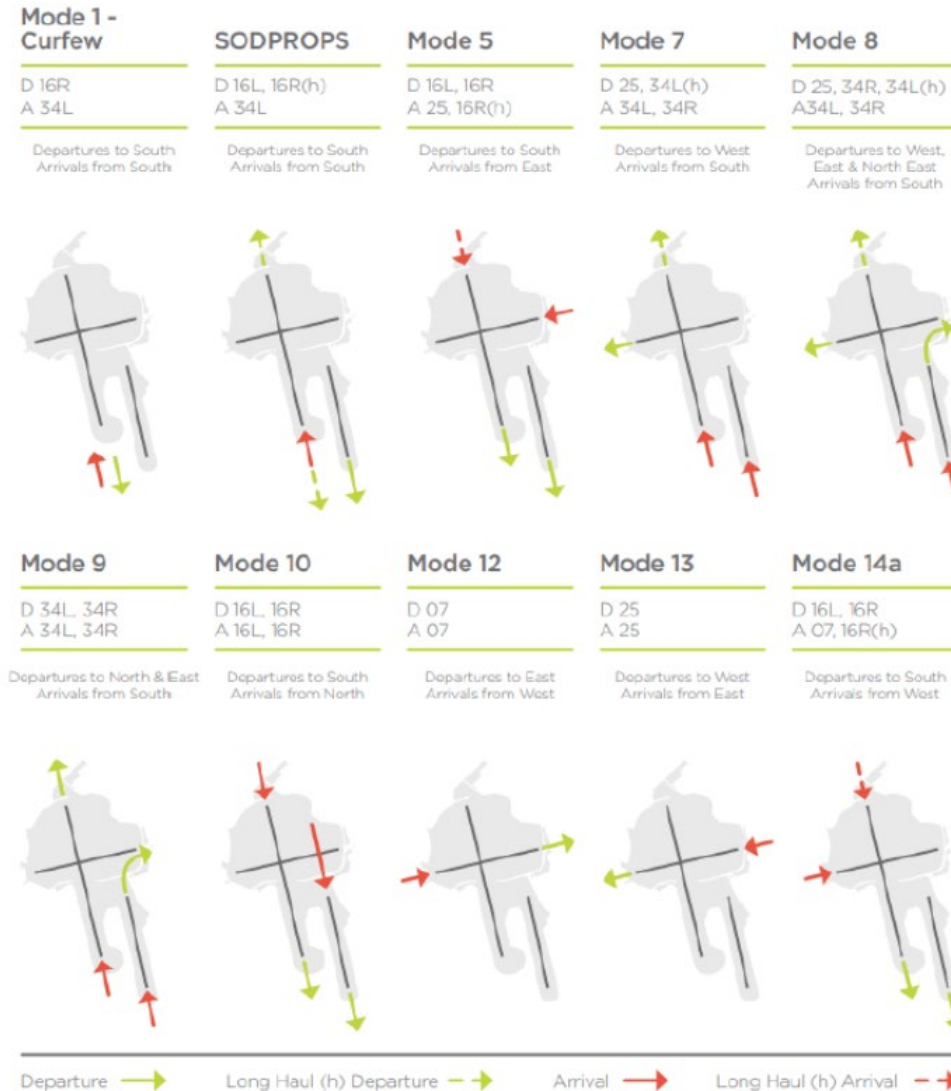 Mode 1 -
Curfew
D 16R
A 34L
Departures to South
Arrivals from South
SODPROPS
D 16L, 16R(h)
A 34L
Departures to South
Arrivals from South
Mode 5
D 16L, 16R
A 25, 16R(h)
Departures to South
Arrivals from East
Mode 7
D 25, 34L(h)
A 34L, 34R
Departures to West
Arrivals from South
Mode 8
D 25, 34R, 34L(h)
A34L, 34R
Departures to West,
East & North East
Arrivals from South
Mode 9
D 34L, 34R
A 34L, 34R
Departures to North & East
Arrivals from South
Mode 10
D 16L, 16R
A 16L, 16R
Departures to South
Arrivals from North
Mode 12
D 07
A 07
Departures to East
Arrivals from West
Mode 13
D 25
A 25
Departures to West
Arrivals from East
Mode 14a
D 16L, 16R
A 07, 16R(h)
Departures to South
Arrivals from West
Departure
Long Haul (h) Departure
Arrival
Long Haul (h) Arrival